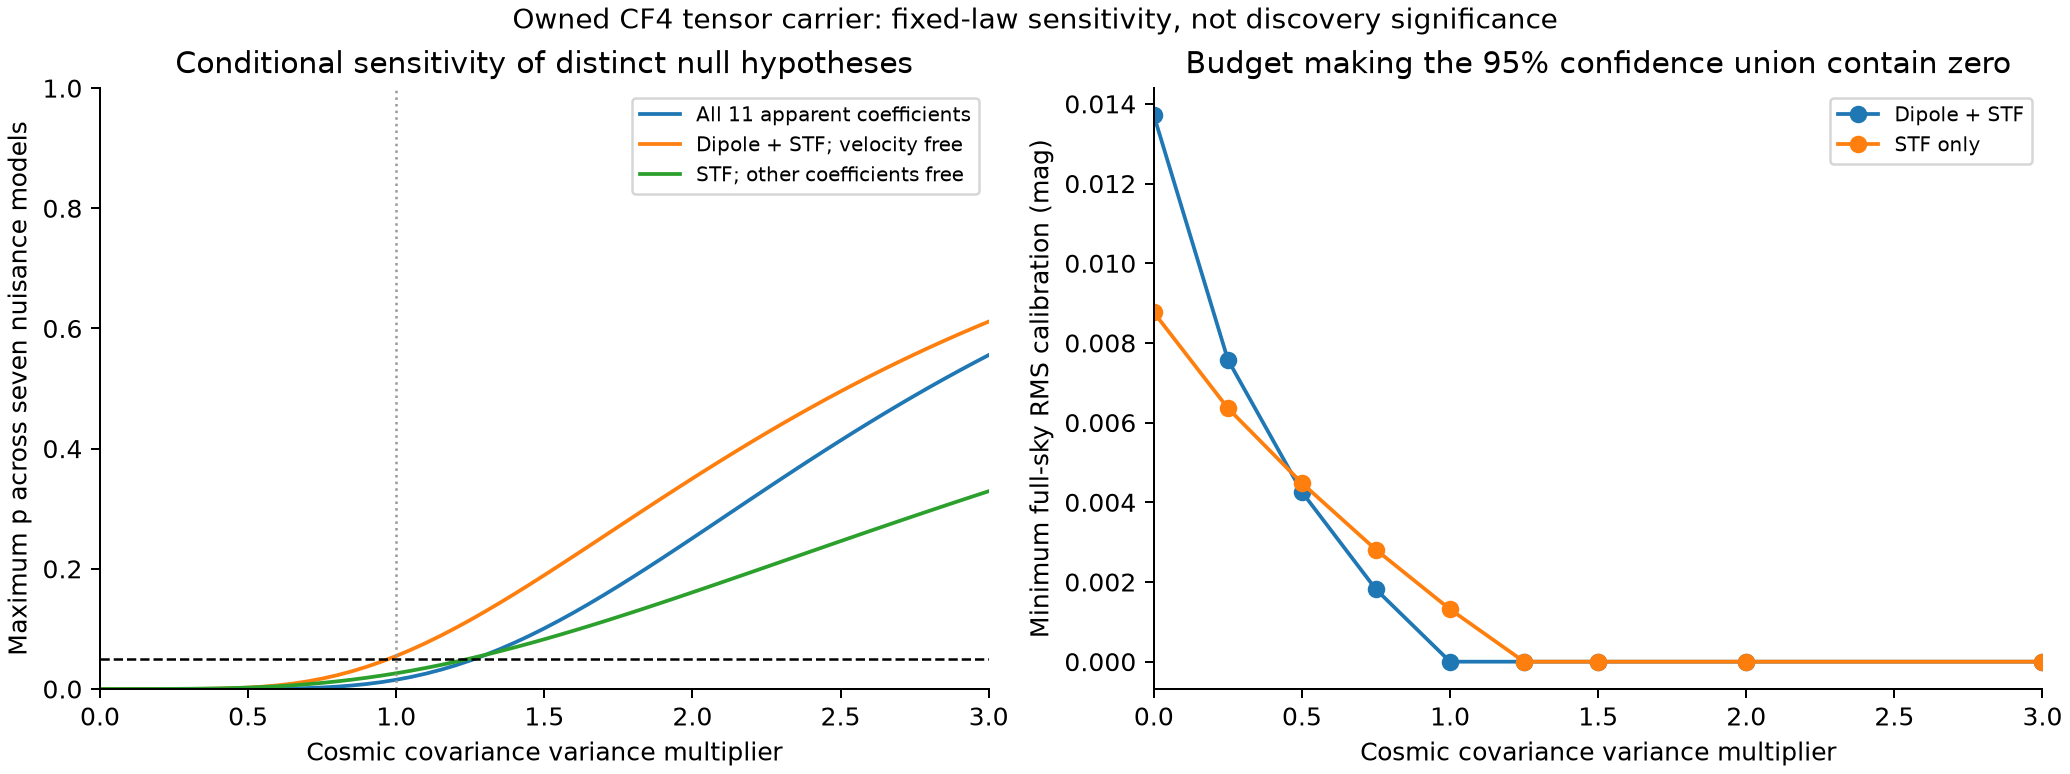 Owned CF4 tensor carrier: fixed-law sensitivity, not discovery significance
Conditional sensitivity of distinct null hypotheses
Maximum p across seven nuisance models
1.0
0.8
0.6
0.4
0.2
0.0
All 11 apparent coefficients
Dipole + STF; velocity free
STF; other coefficients free
0.0 0.5 1.0 1.5 2.0 2.5 3.0
Cosmic covariance variance multiplier
Budget making the 95% confidence union contain zero
Minimum full-sky RMS calibration (mag)
0.014
0.012
0.010
0.008
0.006
0.004
0.002
0.000
Dipole + STF
STF only
0.0 0.5 1.0 1.5 2.0 2.5 3.0
Cosmic covariance variance multiplier